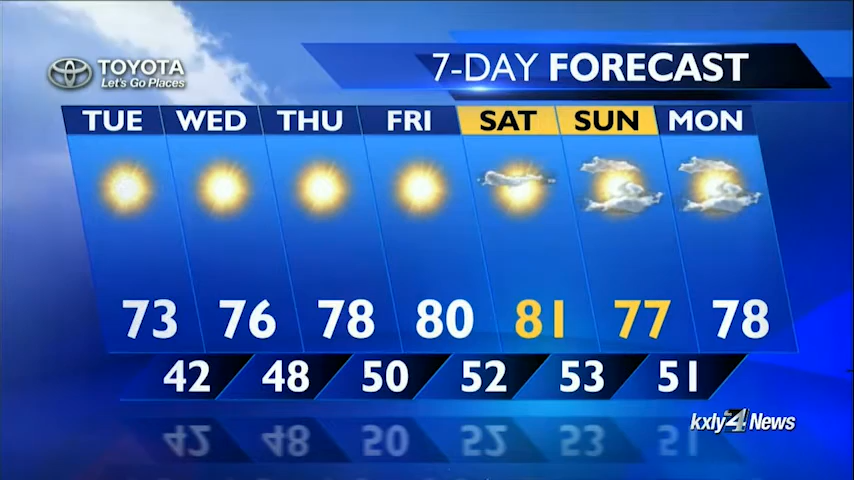 TOYOTA
Let's Go Places
7-DAY FORECAST
TUE WED THU FRI SAT SUN MON
73 76 78 80 81 77 78
42 48 50 52 53 51
kxly4 News